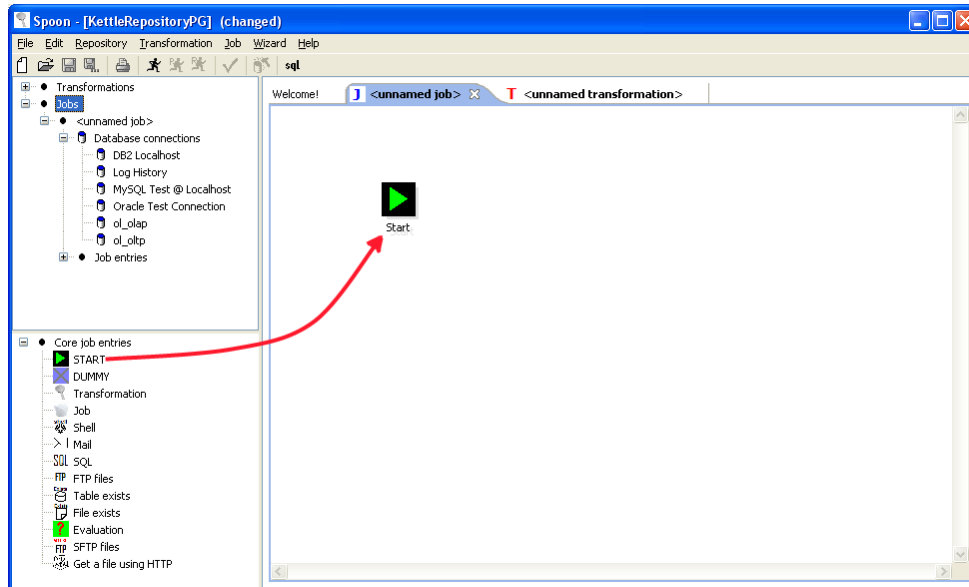 Spoon - [KettleRepositoryPG] (changed)
File Edit Repository Transformation Job Wizard Help
sql
Transformations
Jobs
<unnamed job>
Database connections
DB2 Localhost
Log History
MySQL Test @ Localhost
Oracle Test Connection
ol_olap
ol_oltp
Job entries
Welcome! J <unnamed job> T <unnamed transformation>
Start
Core job entries
START
DUMMY
Transformation
Job
Shell
Mail
SQL SQL
FTP FTP files
Table exists
File exists
? Evaluation
FTP SFTP files
Get a file using HTTP